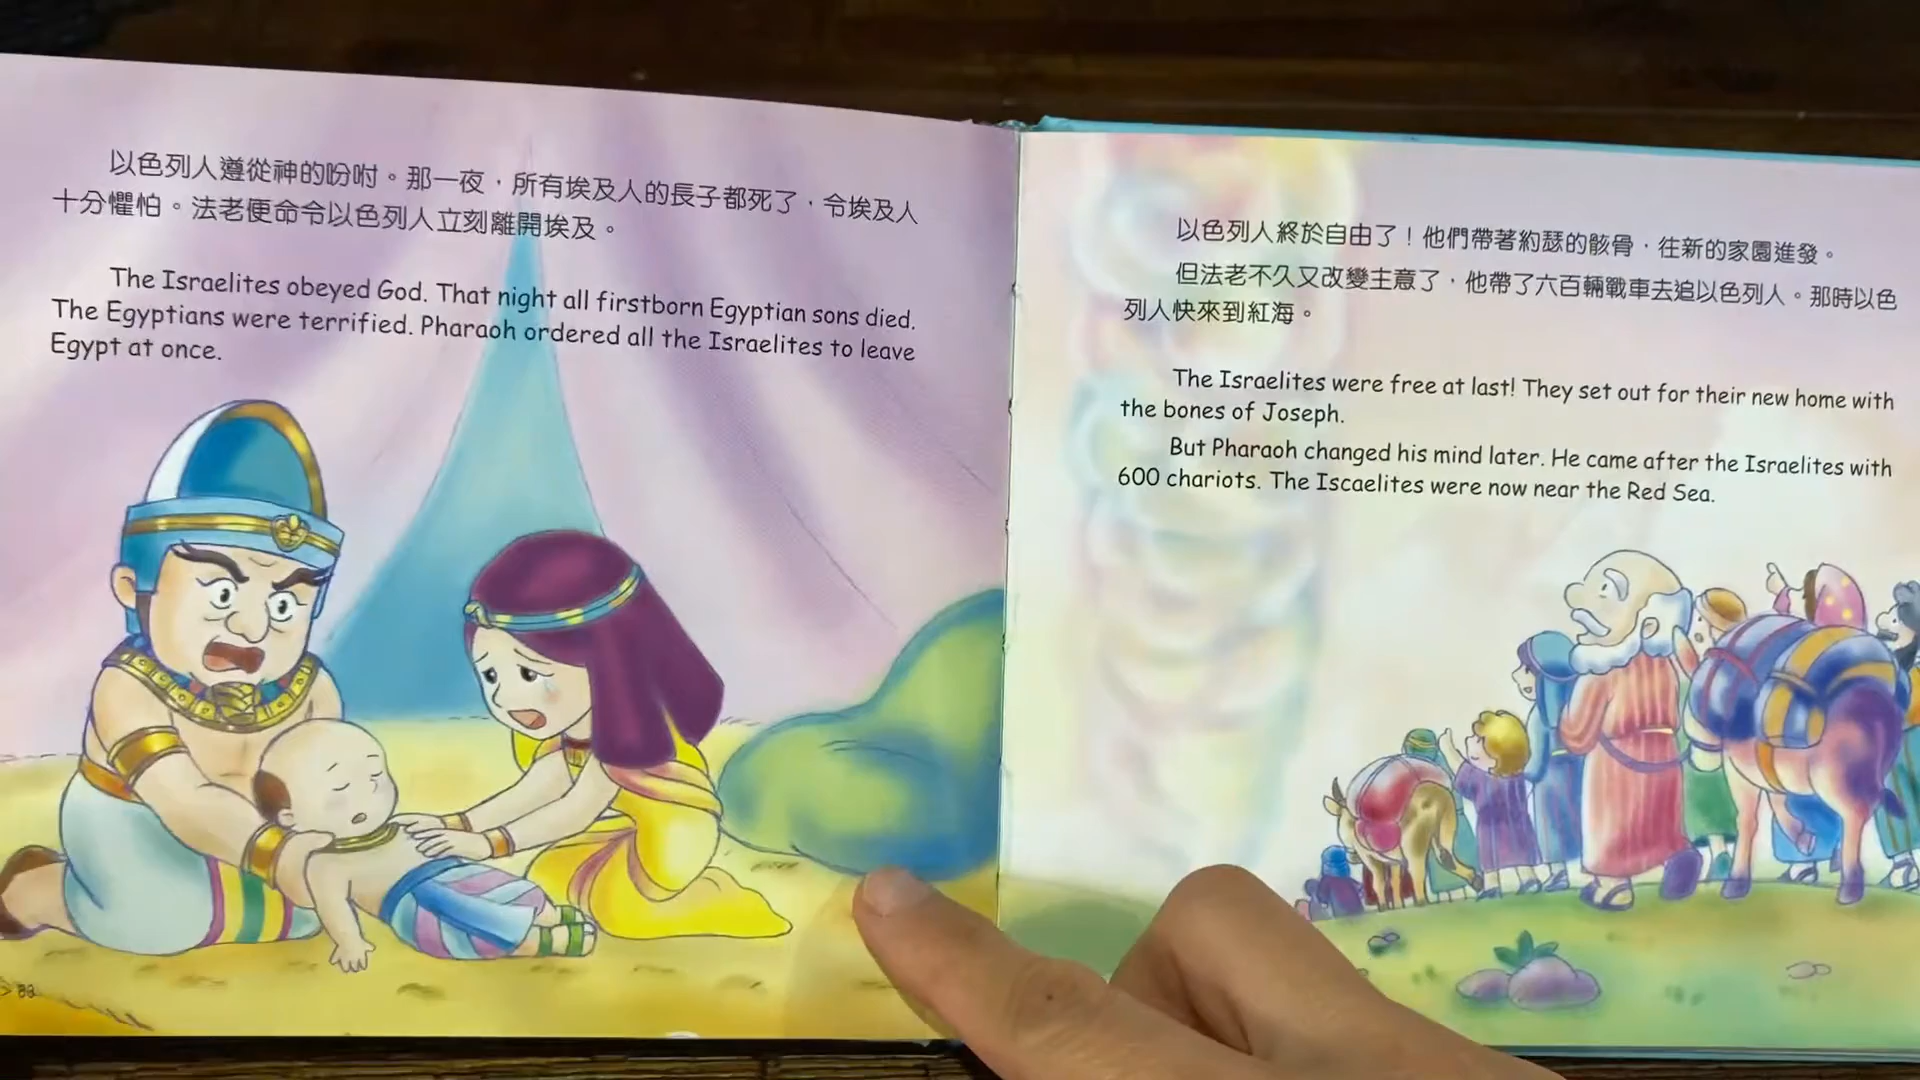 以色列人遵從神的吩咐。那一夜，所有埃及人的長子都死了，令埃及人
十分懼怕。法老便命令以色列人立刻離開埃及。
The Israelites obeyed God. That night all firstborn Egyptian sons died.
The Egyptians were terrified. Pharaoh ordered all the Israelites to leave
Egypt at once.
以色列人終於自由了！他們帶著約瑟的骸骨，往新的家園進發。
但法老不久又改變主意了，他帶了六百輛戰車去追以色列人。那時以色
列人快來到紅海。
The Israelites were free at last! They set out for their new home with
the bones of Joseph.
But Pharaoh changed his mind later. He came after the Israelites with
600 chariots. The Iscaelites were now near the Red Sea.